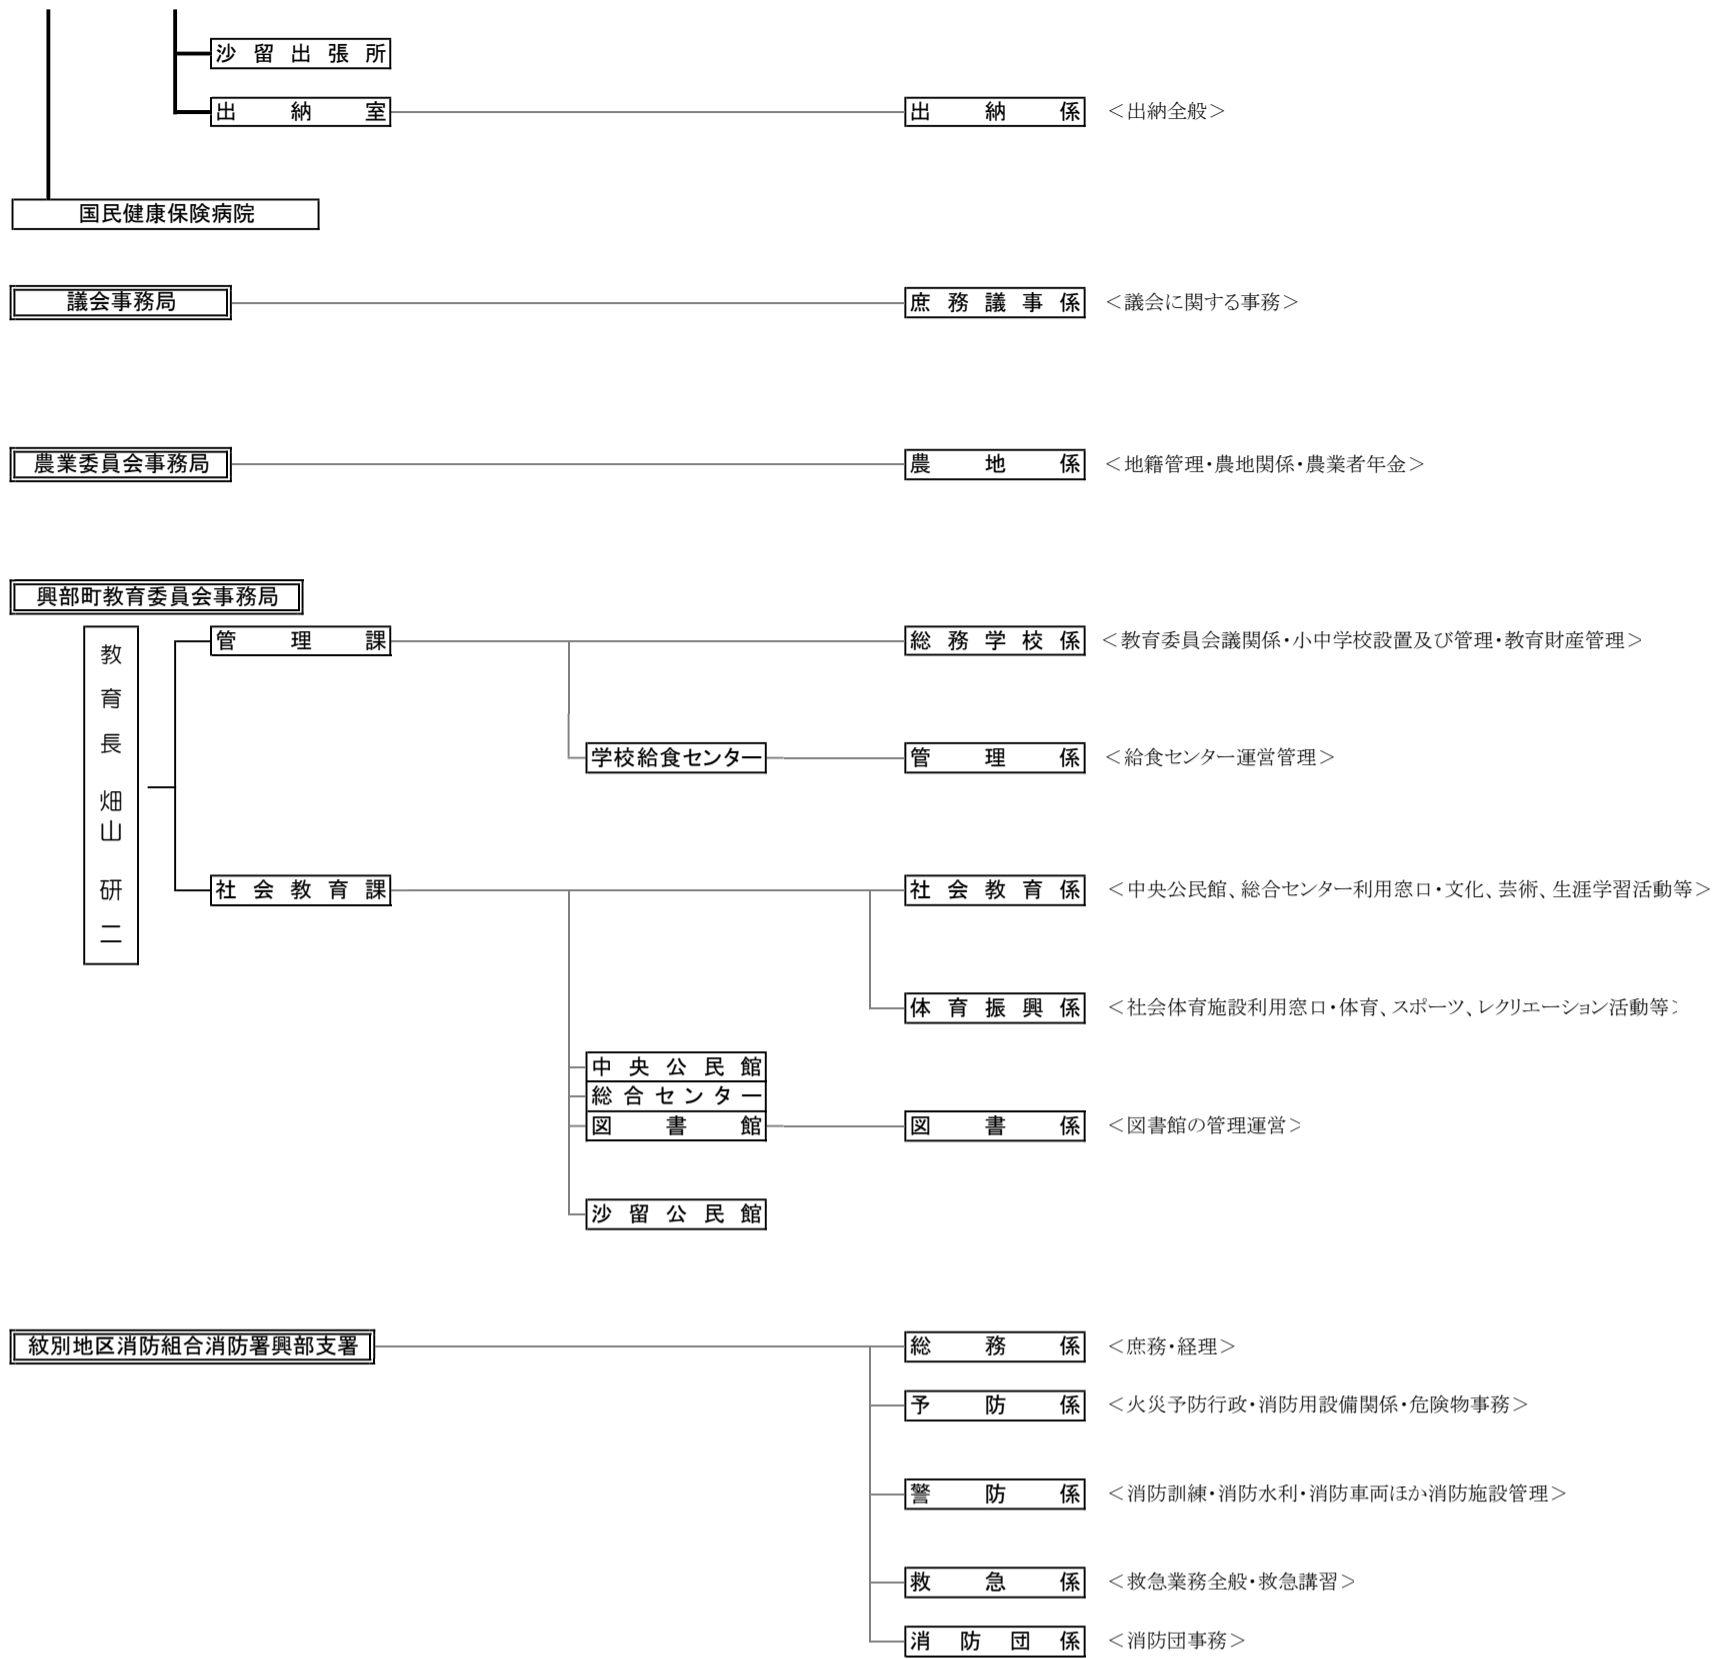 沙留出張所
出納室 出納係 ＜出納全般＞
国民健康保険病院
議会事務局 庶務議事係 ＜議会に関する事務＞
農業委員会事務局 農地係 ＜地籍管理・農地関係・農業者年金＞
興部町教育委員会事務局
教育長 畑山 研二
管理課 総務学校係 ＜教育委員会議関係・小中学校設置及び管理・教育財産管理＞
学校給食センター 管理係 ＜給食センター運営管理＞
社会教育課 社会教育係 ＜中央公民館、総合センター利用窓口・文化、芸術、生涯学習活動等＞
体育振興係 ＜社会体育施設利用窓口・体育、スポーツ、レクリエーション活動等＞
中央公民館
総合センター
図書館 図書係 ＜図書館の管理運営＞
沙留公民館
紋別地区消防組合消防署興部支署 総務係 ＜庶務・経理＞
予防係 ＜火災予防行政・消防用設備関係・危険物事務＞
警防係 ＜消防訓練・消防水利・消防車両ほか消防施設管理＞
救急係 ＜救急業務全般・救急講習＞
消防団係 ＜消防団事務＞